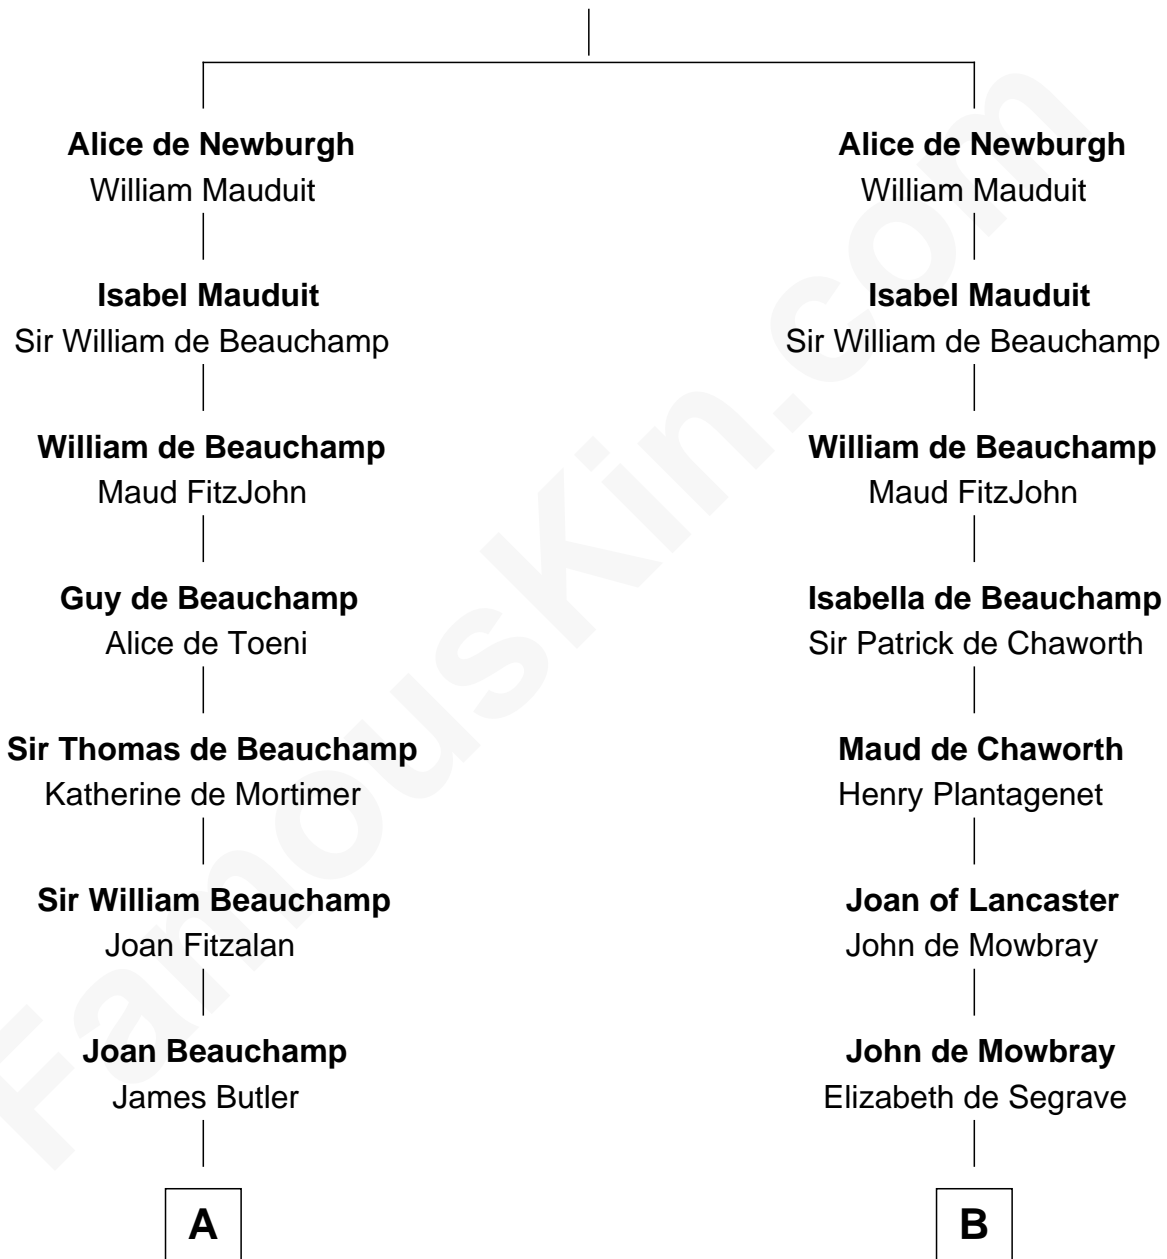 Alice de Newburgh
William Mauduit
Isabel Mauduit
Sir William de Beauchamp
William de Beauchamp
Maud FitzJohn
Guy de Beauchamp
Alice de Toeni
Sir Thomas de Beauchamp
Katherine de Mortimer
Sir William Beauchamp
Joan Fitzalan
Joan Beauchamp
James Butler
A
Alice de Newburgh
William Mauduit
Isabel Mauduit
Sir William de Beauchamp
William de Beauchamp
Maud FitzJohn
Isabella de Beauchamp
Sir Patrick de Chaworth
Maud de Chaworth
Henry Plantagenet
Joan of Lancaster
John de Mowbray
John de Mowbray
Elizabeth de Segrave
B
FamousKin.com